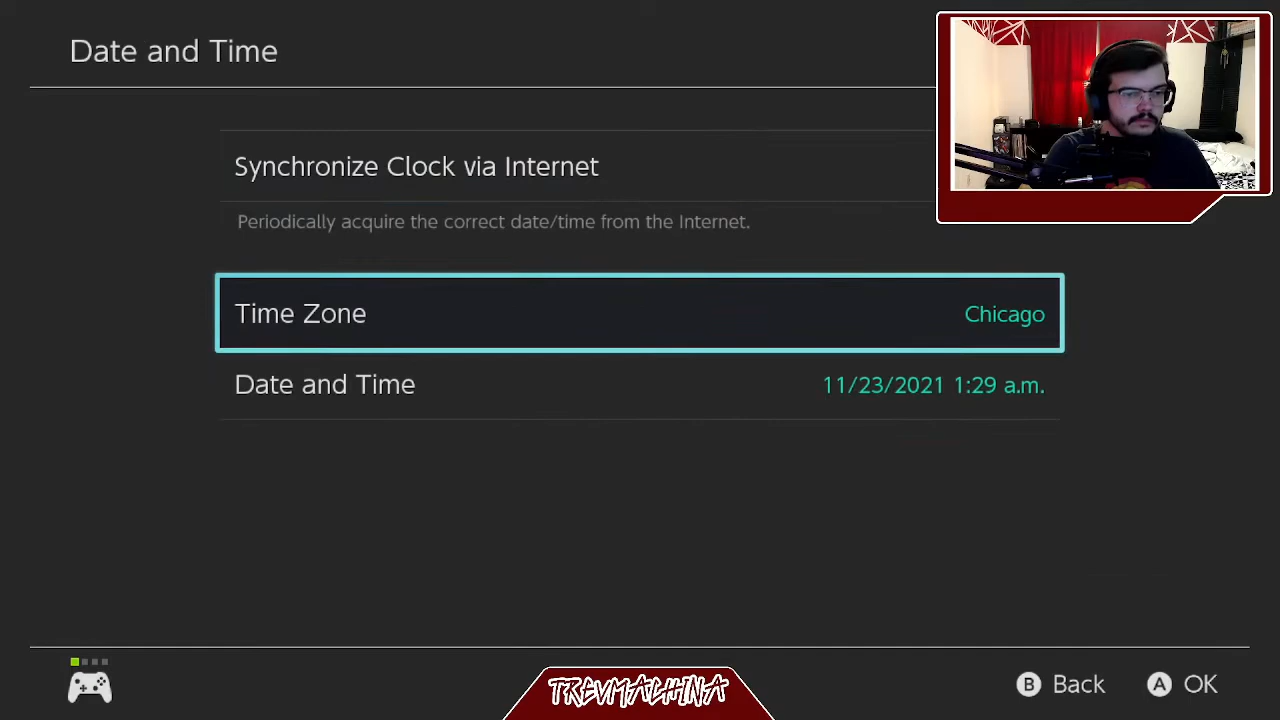 Date and Time
Synchronize Clock via Internet
Periodically acquire the correct date/time from the Internet.
Time Zone Chicago
Date and Time 11/23/2021 1:29 a.m.
TREVMACHINA
B Back A OK